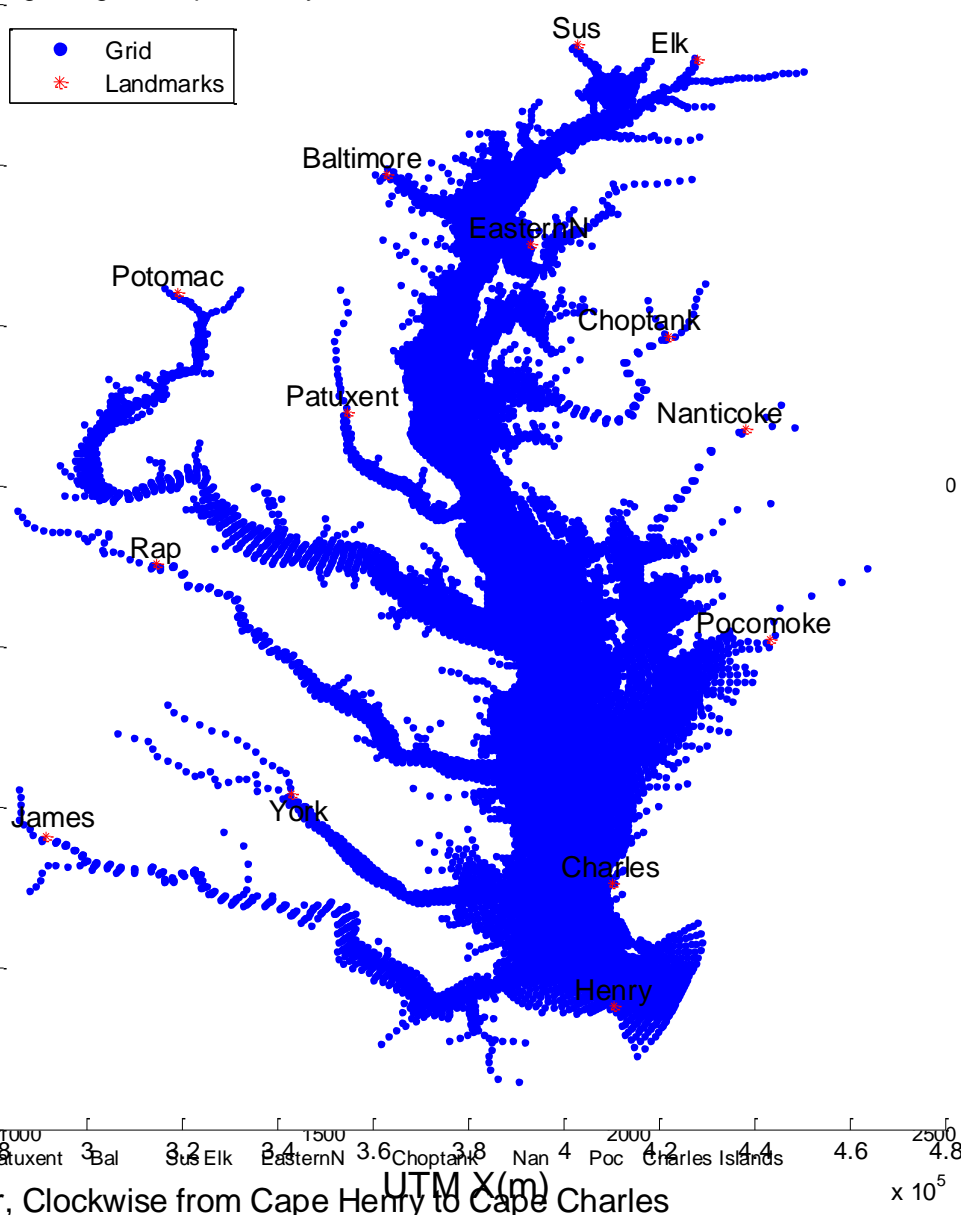 Sus
Elk
Grid
Landmarks
Baltimore
EasternN
Potomac
Choptank
Patuxent
Nanticoke
0
Rap
Pocomoke
York
James
Charles
Henry
1000 1500 2000 2500
3 3.2 3.4 3.6 3.8 4 4.2 4.4 4.6 4.8
atuxent Bal Sus Elk EasternN Choptank Nan Poc Charles Islands
UTM X(m)
x 10^5
r, Clockwise from Cape Henry to Cape Charles